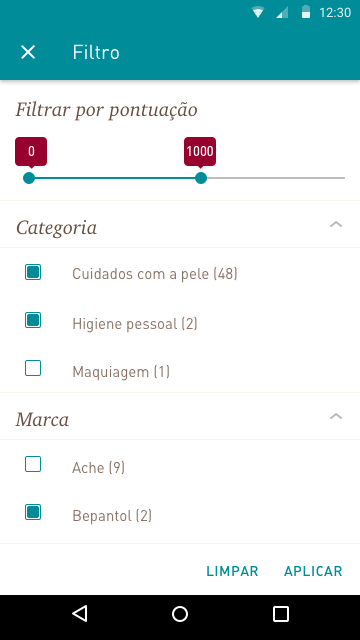 12:30
Filtro
Filtrar por pontuação
0 1000
Categoria
Cuidados com a pele (48)
Higiene pessoal (2)
Maquiagem (1)
Marca
Ache (9)
Bepantol (2)
LIMPAR APLICAR